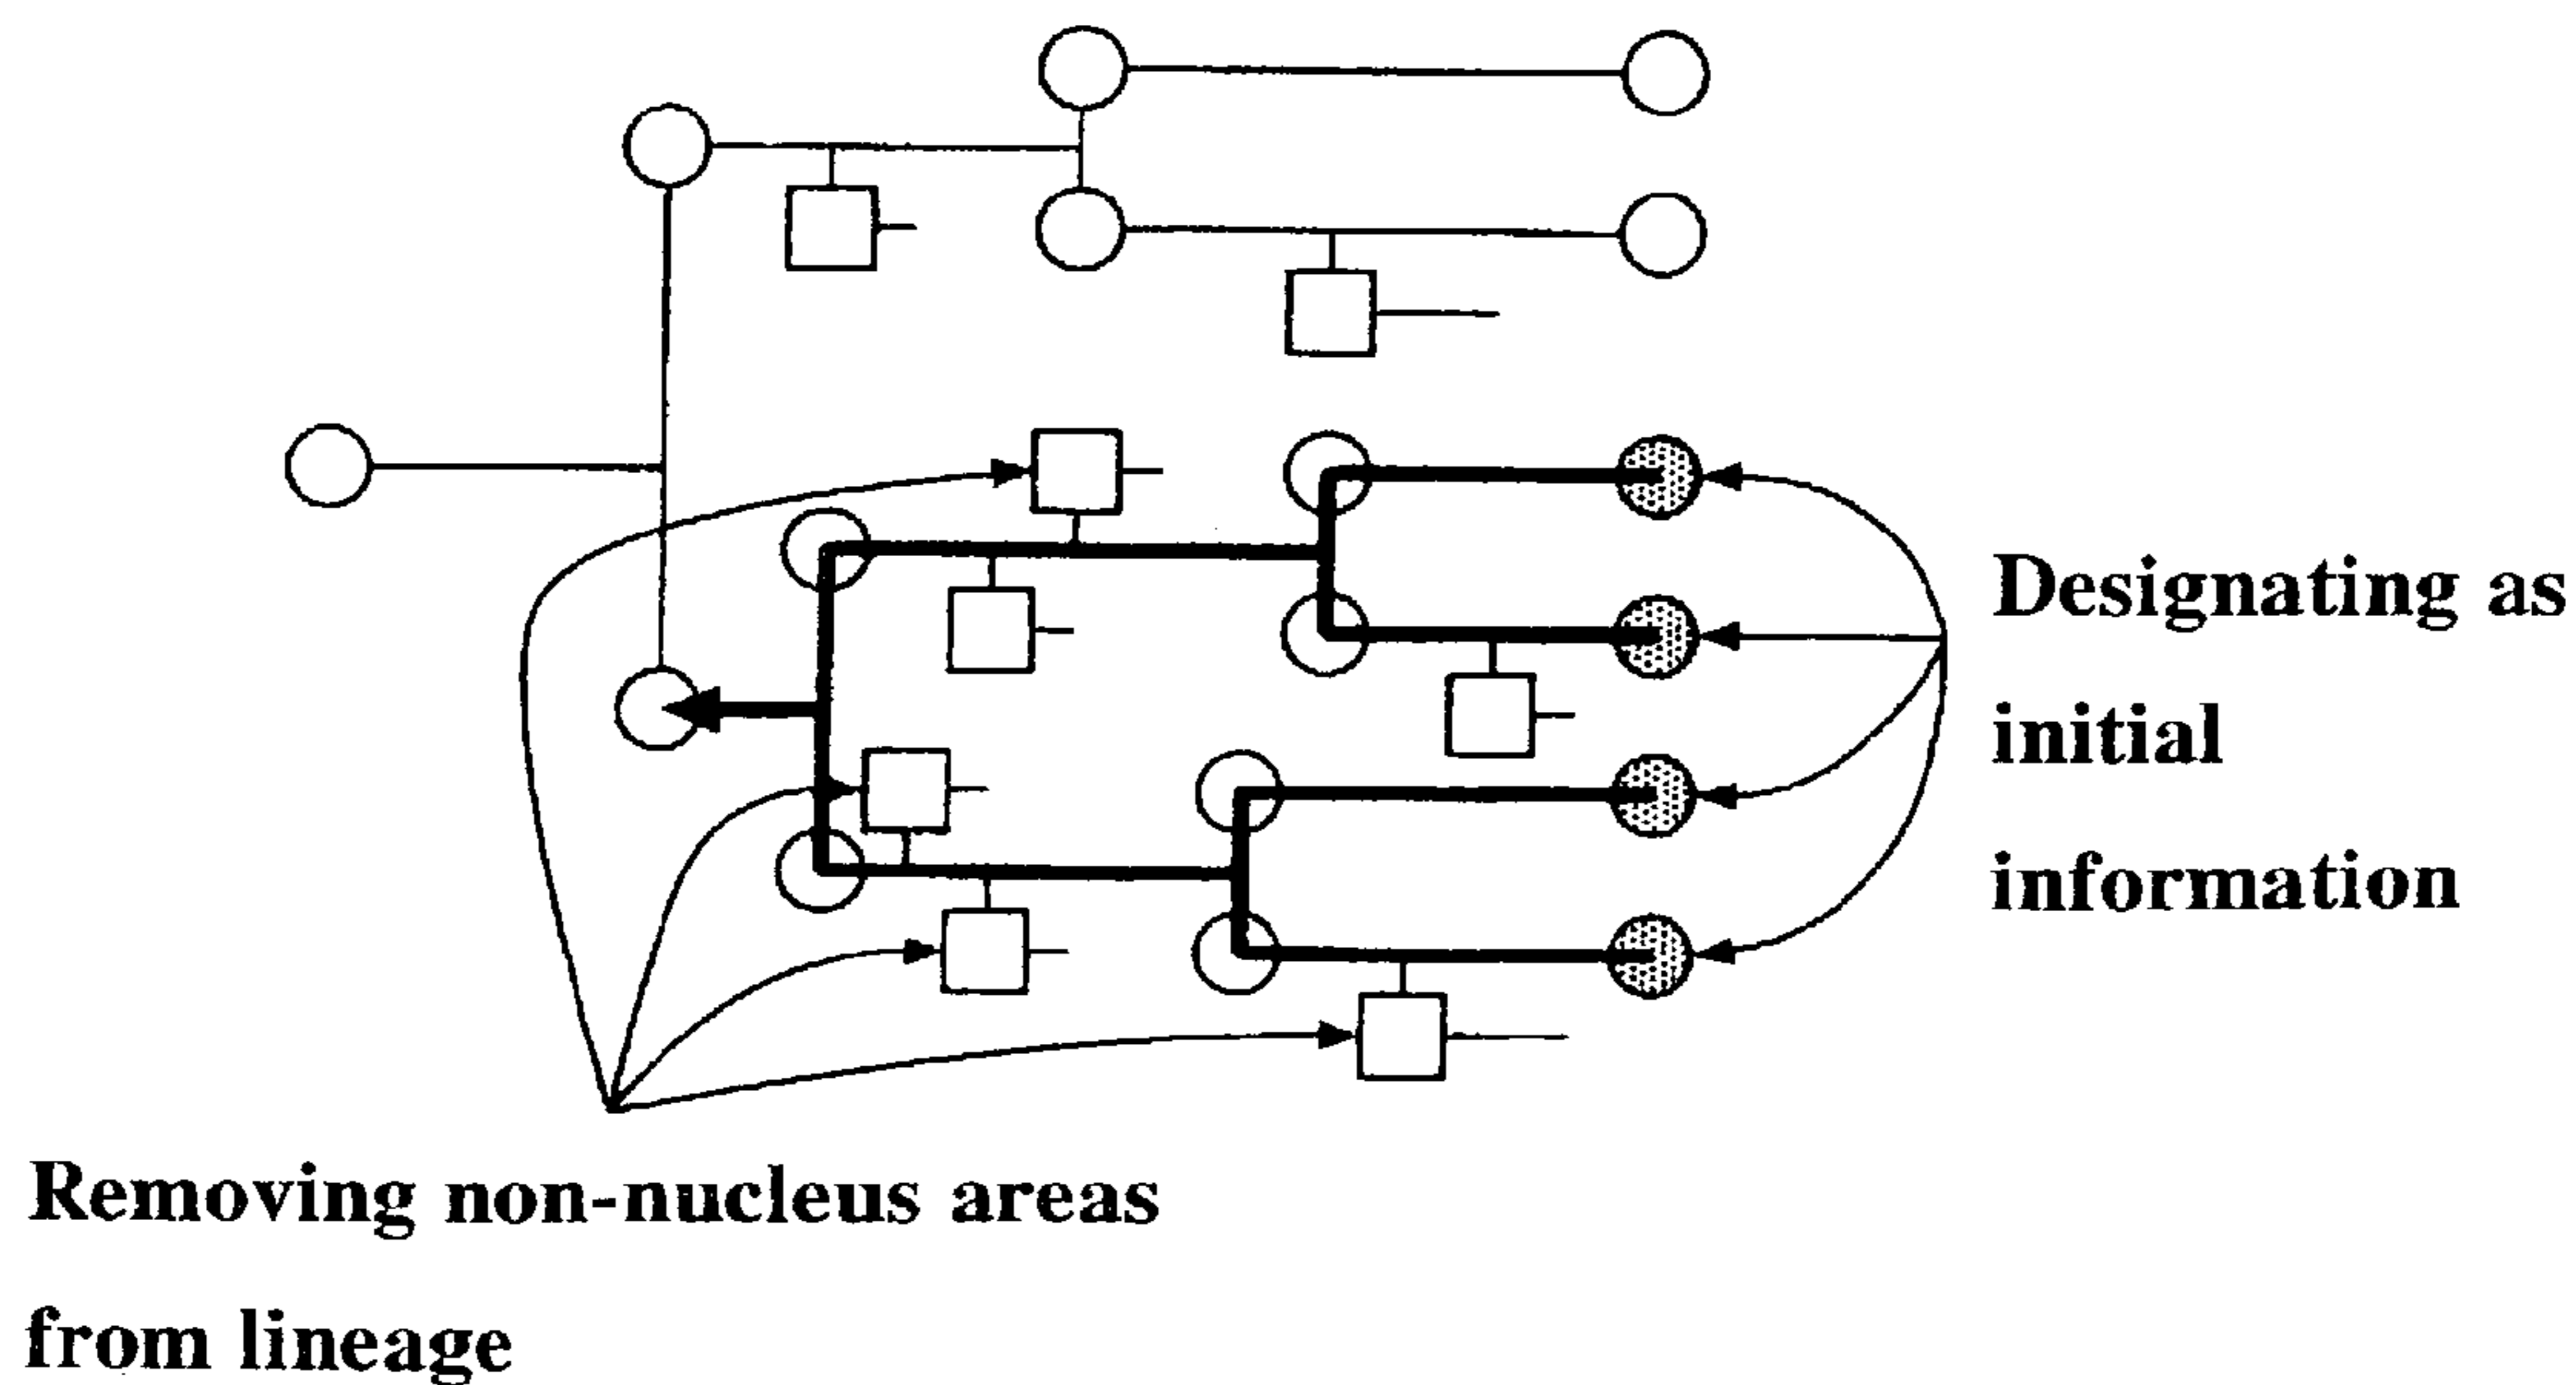 Designating as
initial
information
Removing non-nucleus areas
from lineage